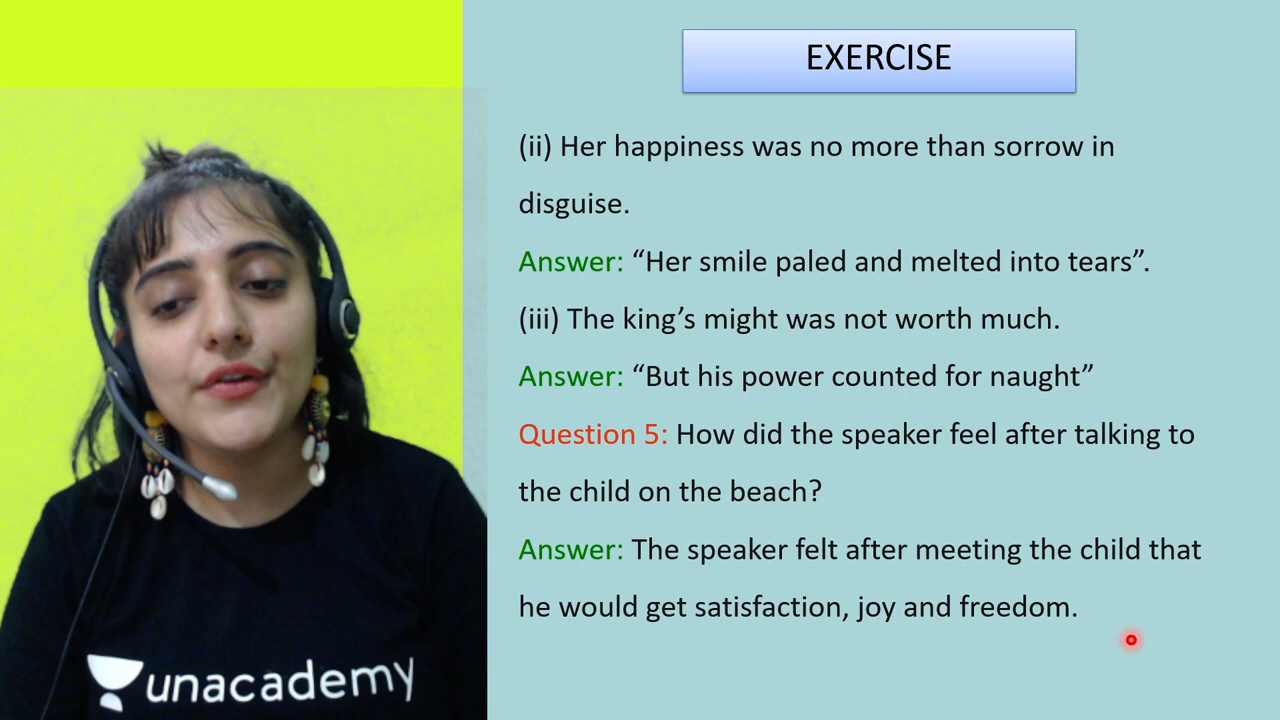 EXERCISE
(ii) Her happiness was no more than sorrow in
disguise.
Answer: “Her smile paled and melted into tears”.
(iii) The king’s might was not worth much.
Answer: “But his power counted for naught”
Question 5: How did the speaker feel after talking to
the child on the beach?
Answer: The speaker felt after meeting the child that
he would get satisfaction, joy and freedom.
unacademy